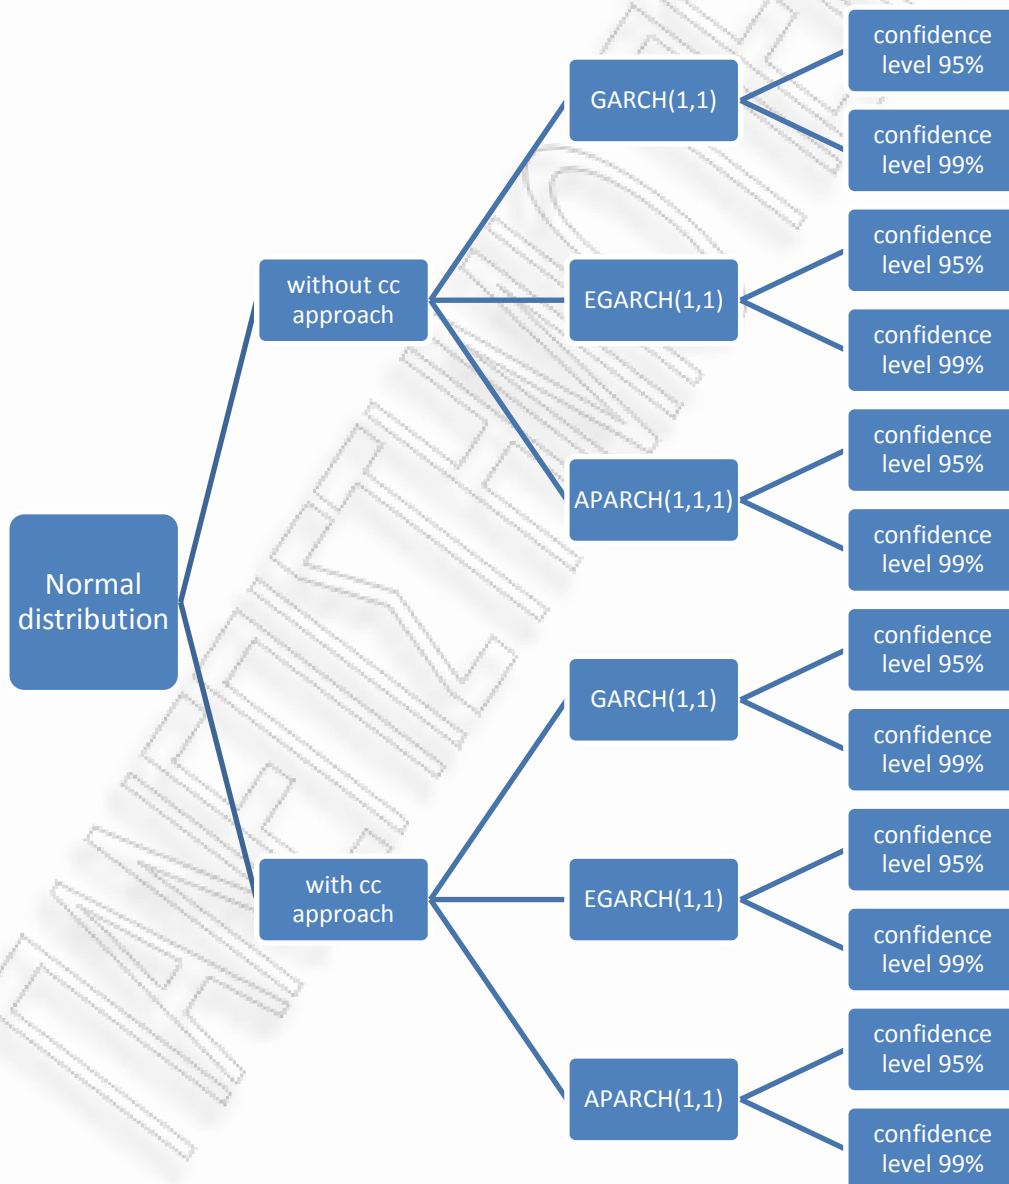 Normal
distribution
without cc
approach
GARCH(1,1)
confidence
level 95%
confidence
level 99%
EGARCH(1,1)
confidence
level 95%
confidence
level 99%
APARCH(1,1,1)
confidence
level 95%
confidence
level 99%
with cc
approach
GARCH(1,1)
confidence
level 95%
confidence
level 99%
EGARCH(1,1)
confidence
level 95%
confidence
level 99%
APARCH(1,1)
confidence
level 95%
confidence
level 99%